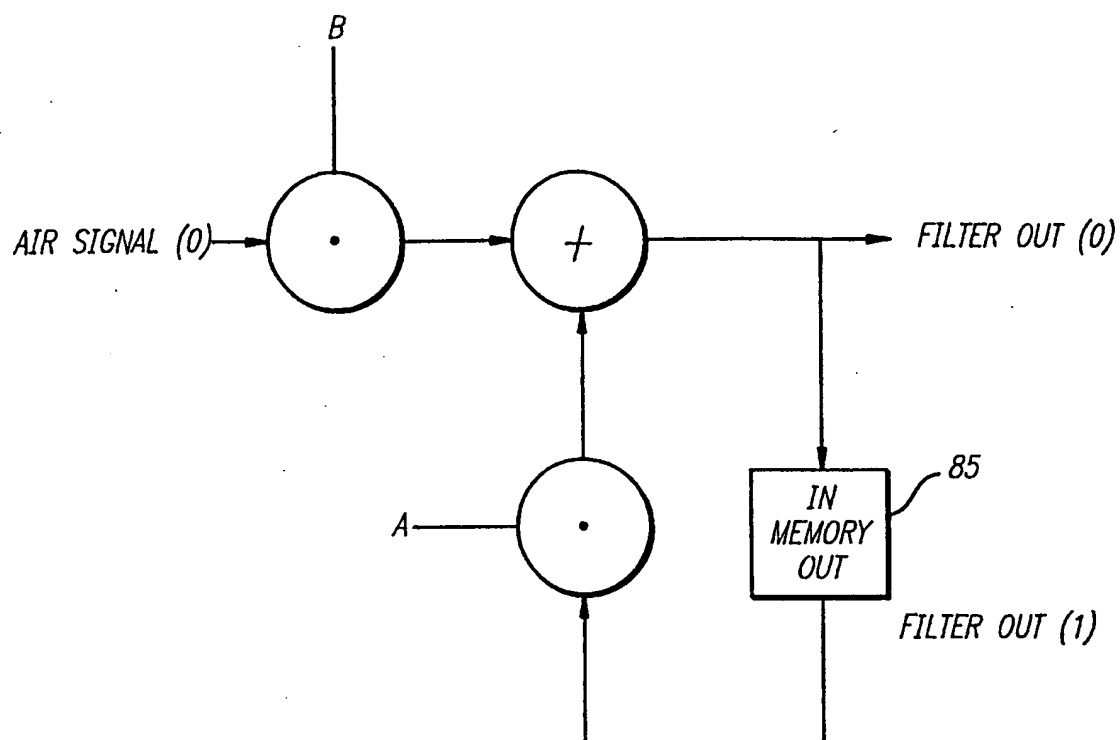 B
AIR SIGNAL (0)
+
FILTER OUT (0)
A
IN
MEMORY
OUT
85
FILTER OUT (1)